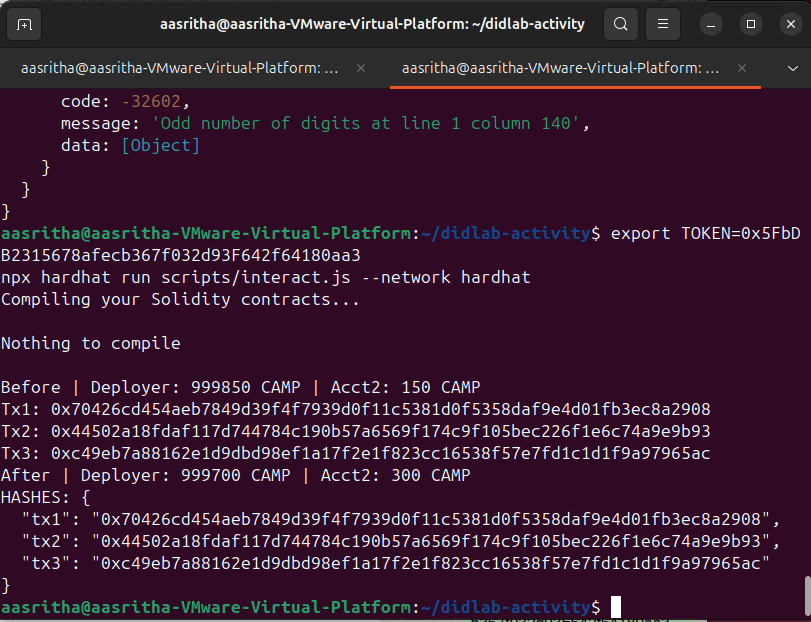 aasritha@aasritha-VMware-Virtual-Platform: ~/didlab-activity
aasritha@aasritha-VMware-Virtual-Platform: ...
aasritha@aasritha-VMware-Virtual-Platform: ...
code: -32602,
message: 'Odd number of digits at line 1 column 140',
data: [Object]
}
}
}
aasritha@aasritha-VMware-Virtual-Platform:~/didlab-activity$ export TOKEN=0x5FbD
B2315678afecb367f032d93F642f64180aa3
npx hardhat run scripts/interact.js --network hardhat
Compiling your Solidity contracts...
Nothing to compile
Before | Deployer: 999850 CAMP | Acct2: 150 CAMP
Tx1: 0x70426cd454aeb7849d39f4f7939d0f11c5381d0f5358daf9e4d01fb3ec8a2908
Tx2: 0x44502a18fdaf117d744784c190b57a6569f174c9f105bec226f1e6c74a9e9b93
Tx3: 0xc49eb7a88162e1d9dbd98ef1a17f2e1f823cc16538f57e7fd1c1d1f9a97965ac
After | Deployer: 999700 CAMP | Acct2: 300 CAMP
HASHES: {
"tx1": "0x70426cd454aeb7849d39f4f7939d0f11c5381d0f5358daf9e4d01fb3ec8a2908",
"tx2": "0x44502a18fdaf117d744784c190b57a6569f174c9f105bec226f1e6c74a9e9b93",
"tx3": "0xc49eb7a88162e1d9dbd98ef1a17f2e1f823cc16538f57e7fd1c1d1f9a97965ac"
}
aasritha@aasritha-VMware-Virtual-Platform:~/didlab-activity$